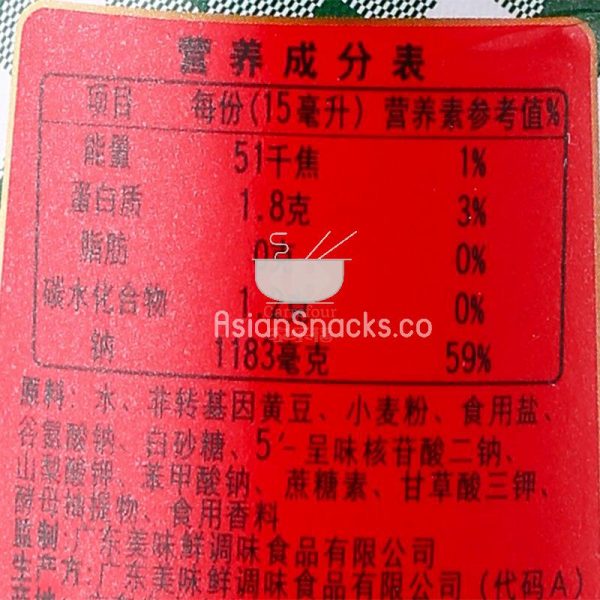 营养成分表
项目 每份(15毫升) 营养素参考值%
能量 51千焦 1%
蛋白质 1.8克 3%
脂肪 0% 
碳水化合物 0%
AsianSnacks.co
钠 1183毫克 59%
原料:水、非转基因黄豆、小麦粉、食用盐、
谷氨酸钠、白砂糖、5'-呈味核苷酸二钠、
山梨酸钾、苯甲酸钠、蔗糖素、甘草酸三钾、
酵母抽提物、食用香料
监制:广东美味鲜调味食品有限公司
生产方:广东美味鲜调味食品有限公司(代码A)